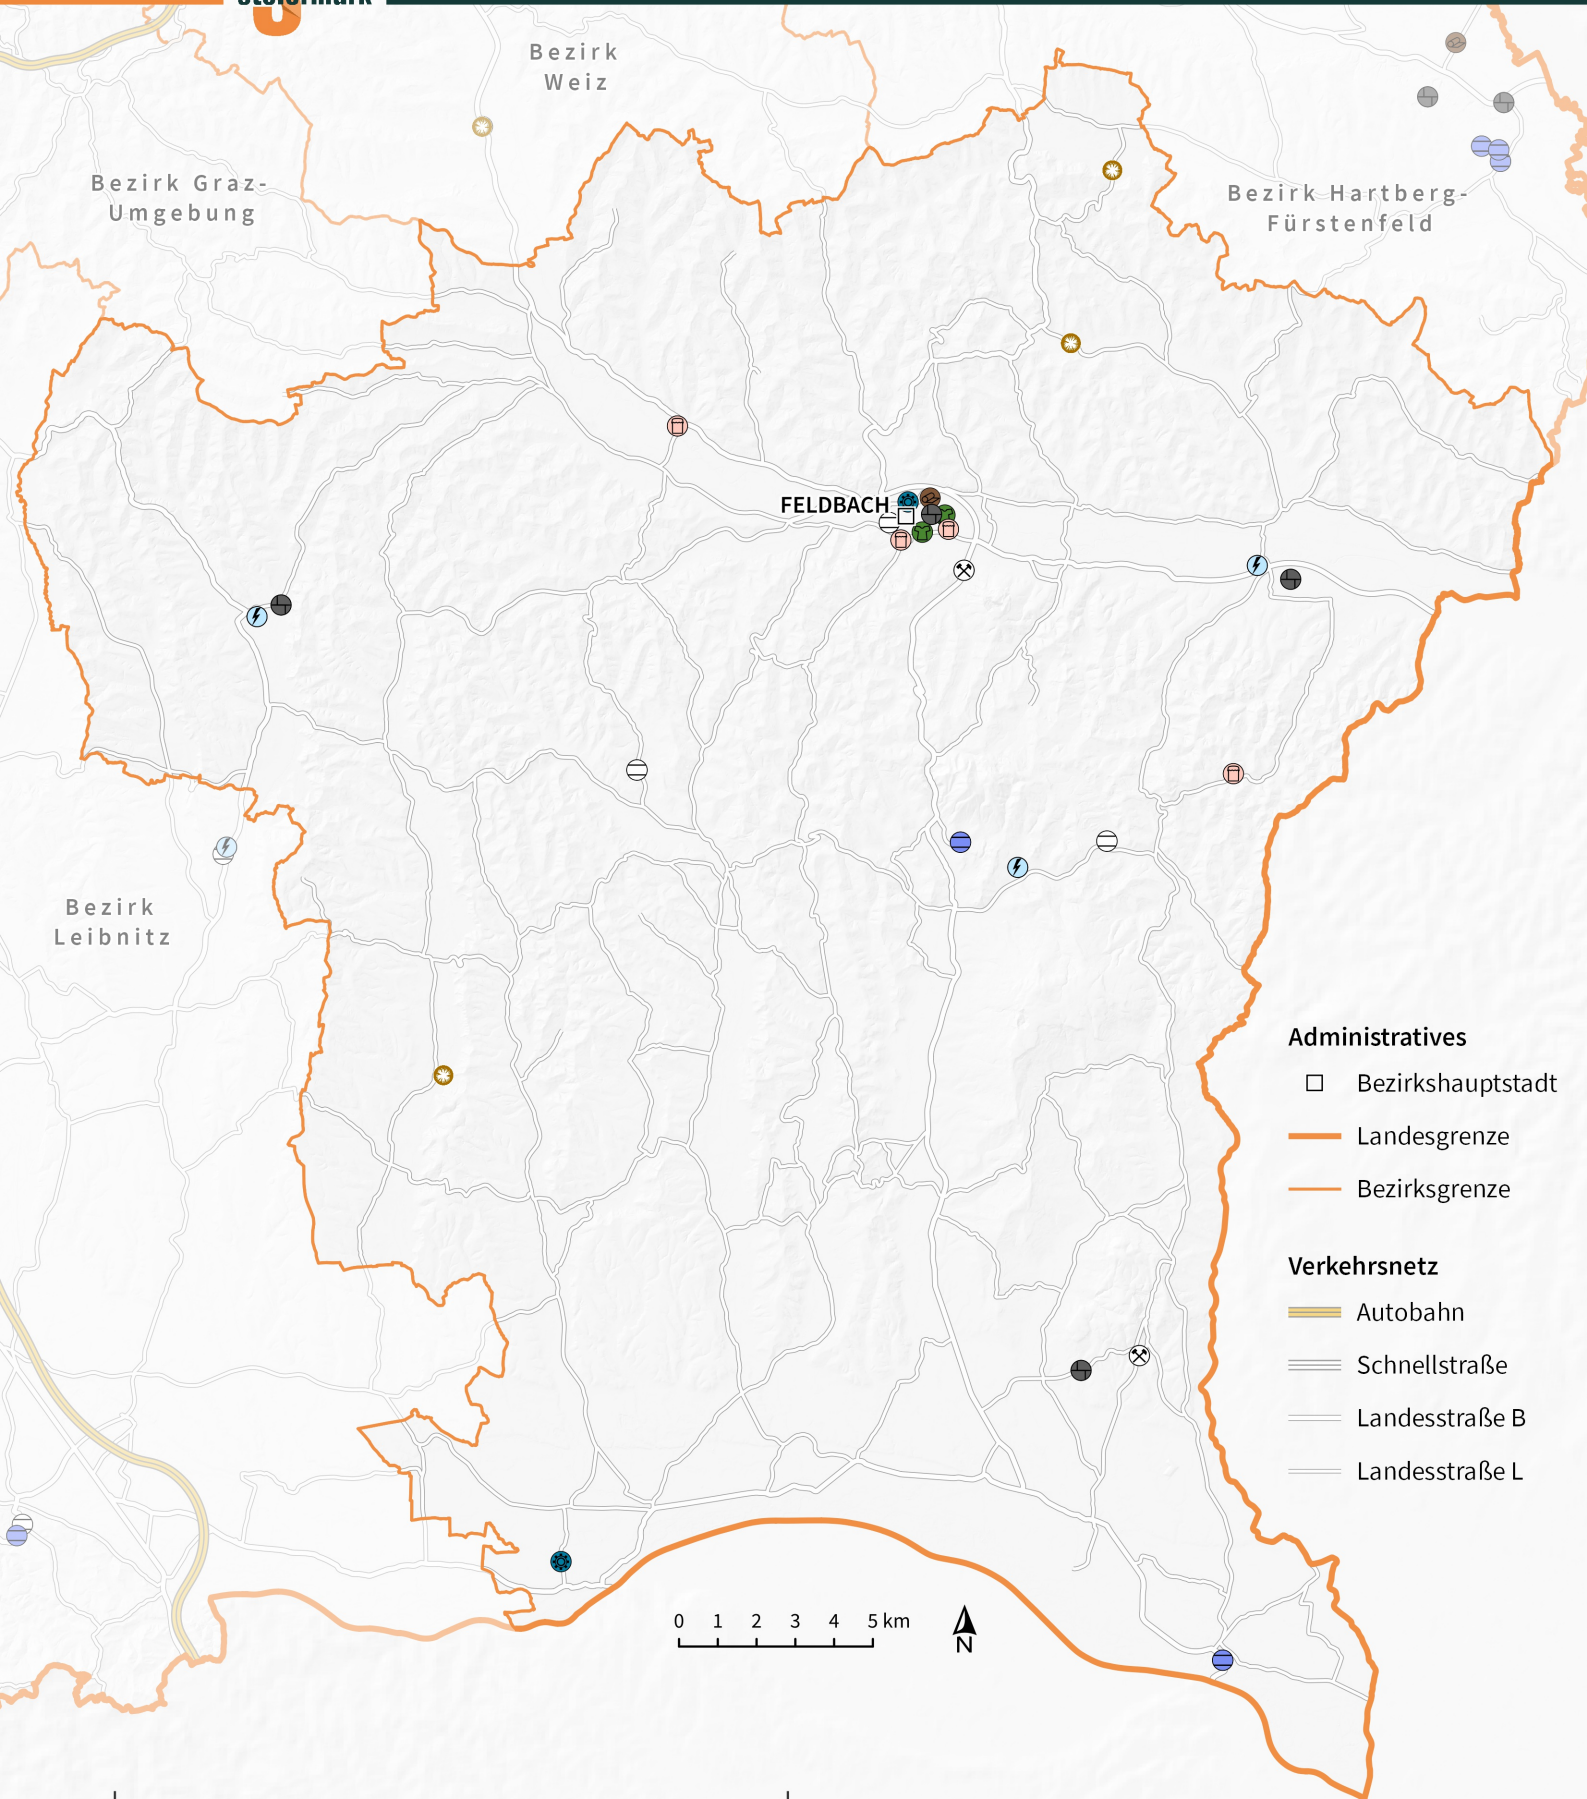 Steiermark
Bezirk
Weiz
Bezirk Graz-
Umgebung
Bezirk Hartberg-
Fürstenfeld
FELDBACH
Bezirk
Leibnitz
Administratives
Bezirkshauptstadt
Landesgrenze
Bezirksgrenze
Verkehrsnetz
Autobahn
Schnellstraße
Landesstraße B
Landesstraße L
0 1 2 3 4 5 km
N